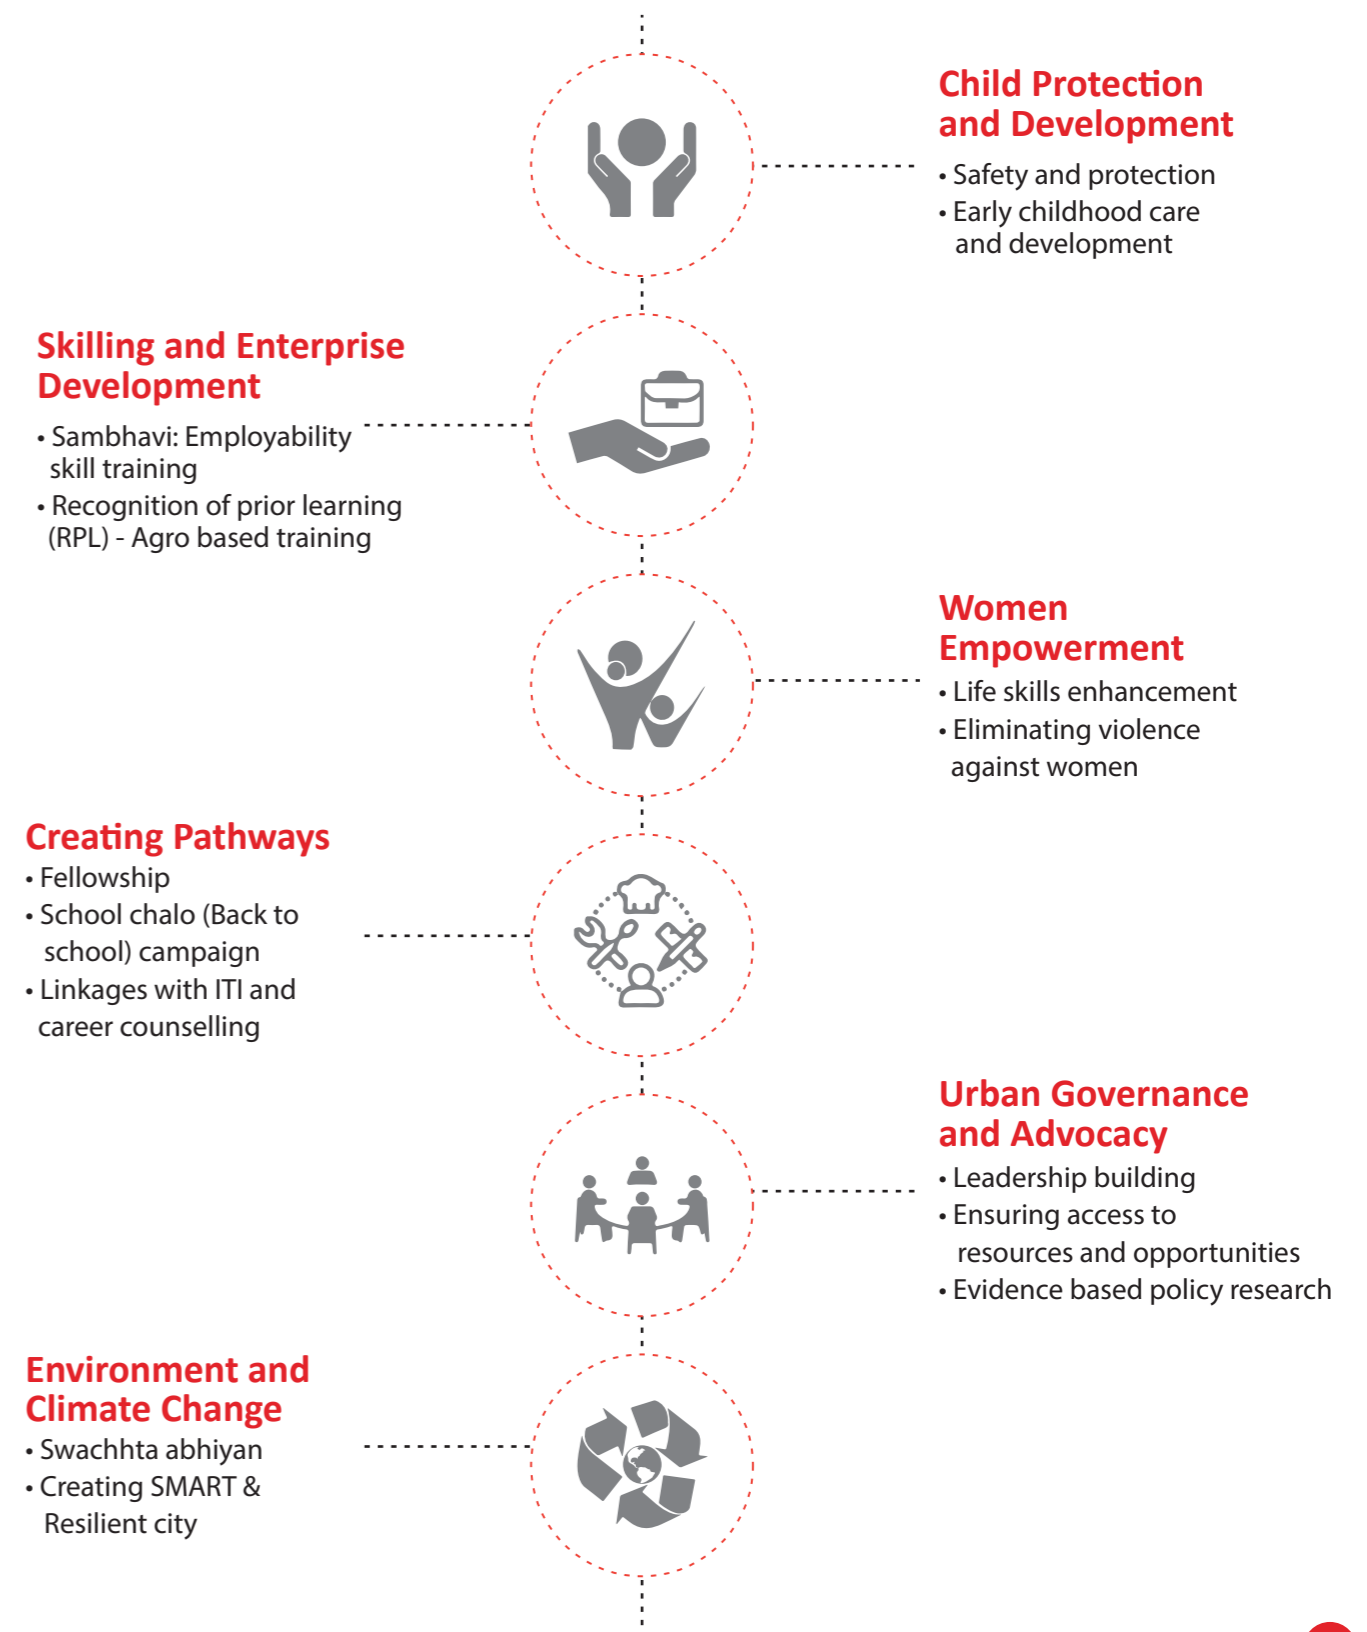 Child Protection
and Development
• Safety and protection
• Early childhood care
and development
Skilling and Enterprise
Development
• Sambhavi: Employability
skill training
• Recognition of prior learning
(RPL) - Agro based training
Women
Empowerment
• Life skills enhancement
• Eliminating violence
against women
Creating Pathways
• Fellowship
• School chalo (Back to
school) campaign
• Linkages with ITI and
career counselling
Urban Governance
and Advocacy
• Leadership building
• Ensuring access to
resources and opportunities
• Evidence based policy research
Environment and
Climate Change
• Swachhta abhiyan
• Creating SMART &
Resilient city